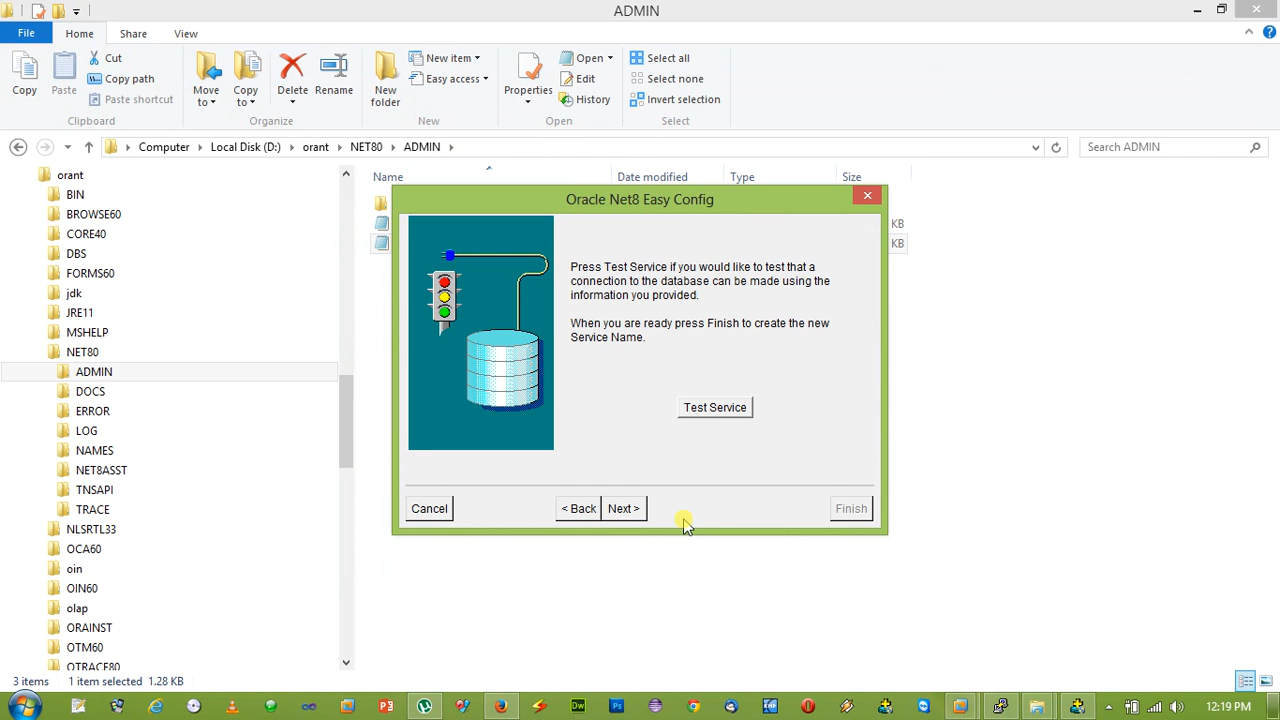 ADMIN
File
Home
Share
View
Copy
Paste
Cut
Copy path
Paste shortcut
Clipboard
Move to
Copy to
Delete
Rename
Organize
New folder
New item
Easy access
New
Properties
Open
Edit
History
Open
Select all
Select none
Invert selection
Select
Computer
Local Disk (D:)
orant
NET80
ADMIN
Search ADMIN
Name
Date modified
Type
Size
KB
KB
orant
BIN
BROWSE60
CORE40
DBS
FORMS60
jdk
JRE11
MSHELP
NET80
ADMIN
DOCS
ERROR
LOG
NAMES
NET8ASST
TNSAPI
TRACE
NLSRTL33
OCA60
oin
OIN60
olap
ORAINST
OTM60
OTRACE80
Oracle Net8 Easy Config
Press Test Service if you would like to test that a
connection to the database can be made using the
information you provided.
When you are ready press Finish to create the new
Service Name.
Test Service
Cancel
< Back
Next >
Finish
3 items
1 item selected 1.28 KB
12:19 PM